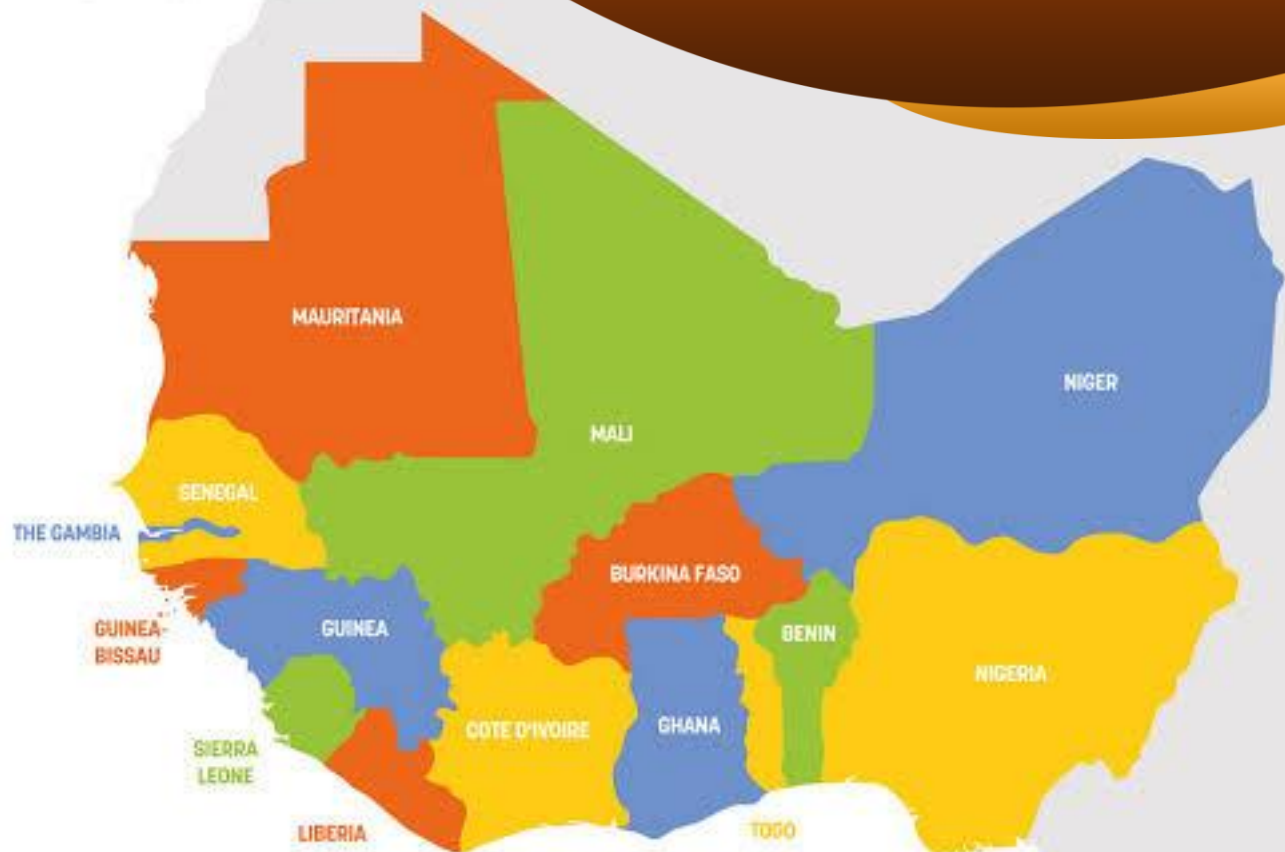 MAURITANIA
NIGER
MALI
SENEGAL
THE GAMBIA
BURKINA FASO
GUINEA-
BISSAU
GUINEA
BENIN
NIGERIA
COTE D'IVOIRE
GHANA
SIERRA
LEONE
LIBERIA
TOGO